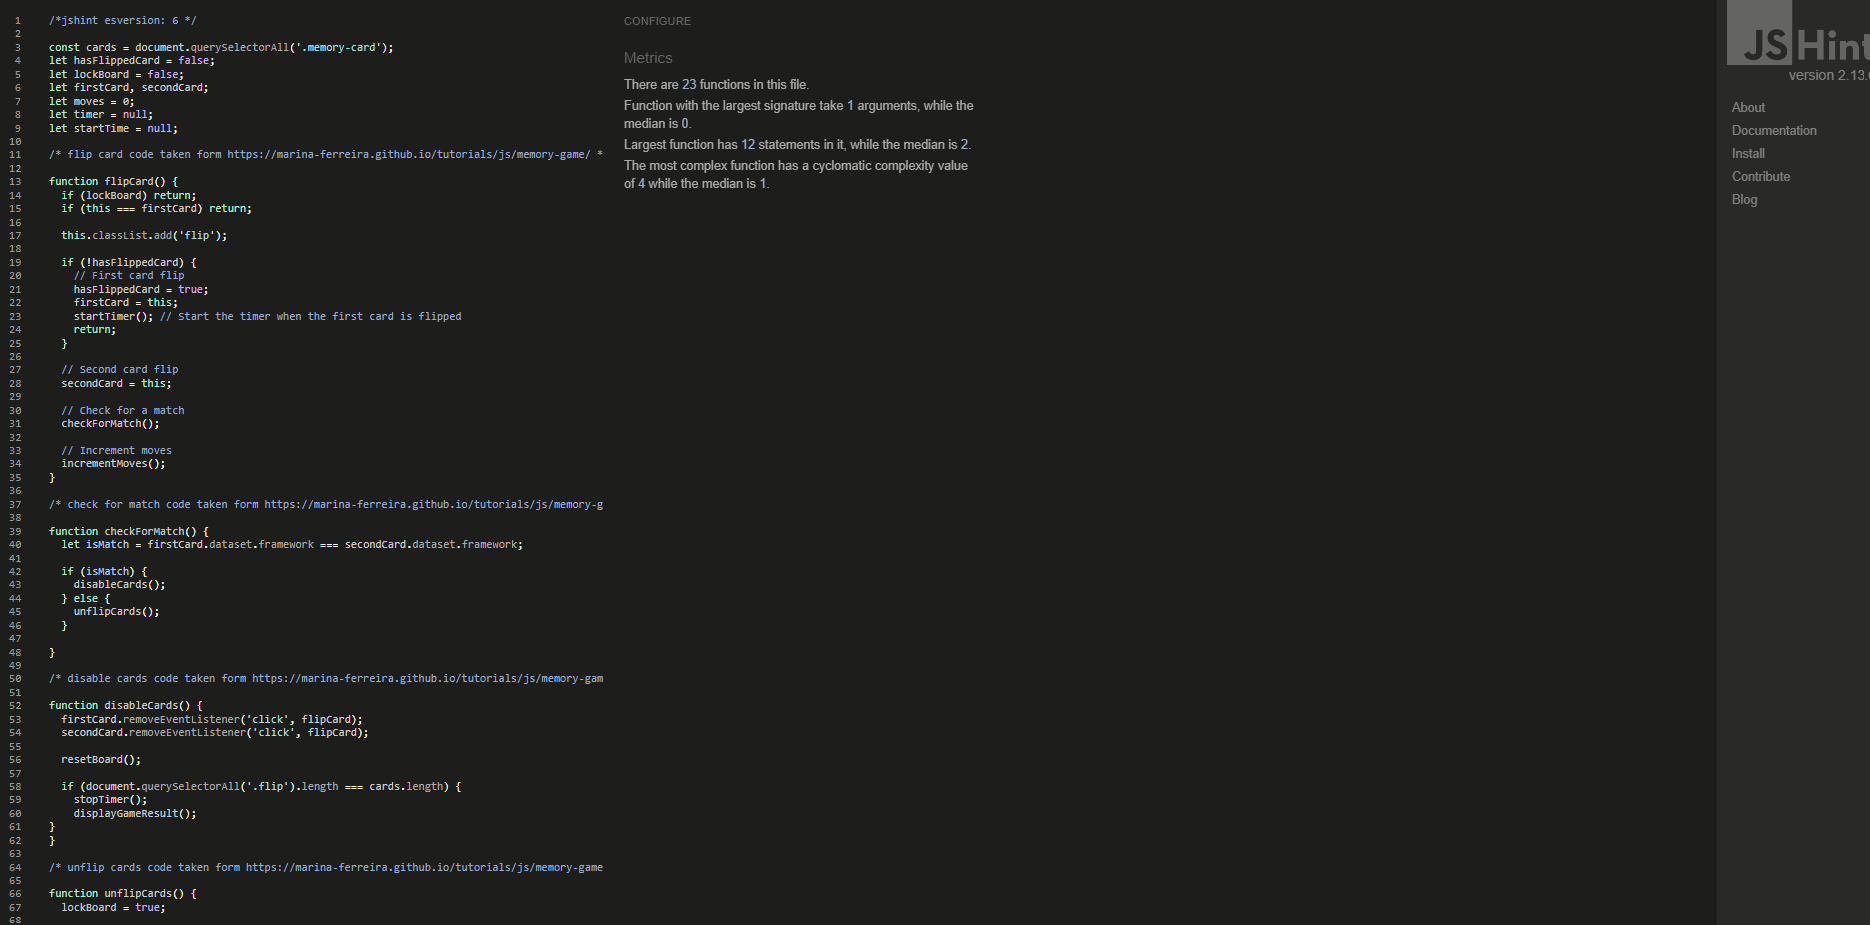 1 /*jshint esversion: 6 */
2
3 const cards = document.querySelectorAll('.memory-card');
4 let hasFlippedCard = false;
5 let lockBoard = false;
6 let firstCard, secondCard;
7 let moves = 0;
8 let timer = null;
9 let startTime = null;
10
11 /* flip card code taken form https://marina-ferreira.github.io/tutorials/js/memory-game/ *
12
13 function flipCard() {
14 if (lockBoard) return;
15 if (this === firstCard) return;
16
17 this.classList.add('flip');
18
19 if (!hasFlippedCard) {
20 // First card flip
21 hasFlippedCard = true;
22 firstCard = this;
23 startTimer(); // Start the timer when the first card is flipped
24 return;
25 }
26
27 // Second card flip
28 secondCard = this;
29
30 // Check for a match
31 checkForMatch();
32
33 // Increment moves
34 incrementMoves();
35 }
36
37 /* check for match code taken form https://marina-ferreira.github.io/tutorials/js/memory-g
38
39 function checkForMatch() {
40 let isMatch = firstCard.dataset.framework === secondCard.dataset.framework;
41
42 if (isMatch) {
43 disableCards();
44 } else {
45 unflipCards();
46 }
47
48 }
49
50 /* disable cards code taken form https://marina-ferreira.github.io/tutorials/js/memory-gam
51
52 function disableCards() {
53 firstCard.removeEventListener('click', flipCard);
54 secondCard.removeEventListener('click', flipCard);
55
56 resetBoard();
57
58 if (document.querySelectorAll('.flip').length === cards.length) {
59 stopTimer();
60 displayGameResult();
61 }
62 }
63
64 /* unflip cards code taken form https://marina-ferreira.github.io/tutorials/js/memory-game
65
66 function unflipCards() {
67 lockBoard = true;
68
CONFIGURE
Metrics
There are 23 functions in this file.
Function with the largest signature take 1 arguments, while the
median is 0.
Largest function has 12 statements in it, while the median is 2.
The most complex function has a cyclomatic complexity value
of 4 while the median is 1.
JSHint
version 2.13.
About
Documentation
Install
Contribute
Blog